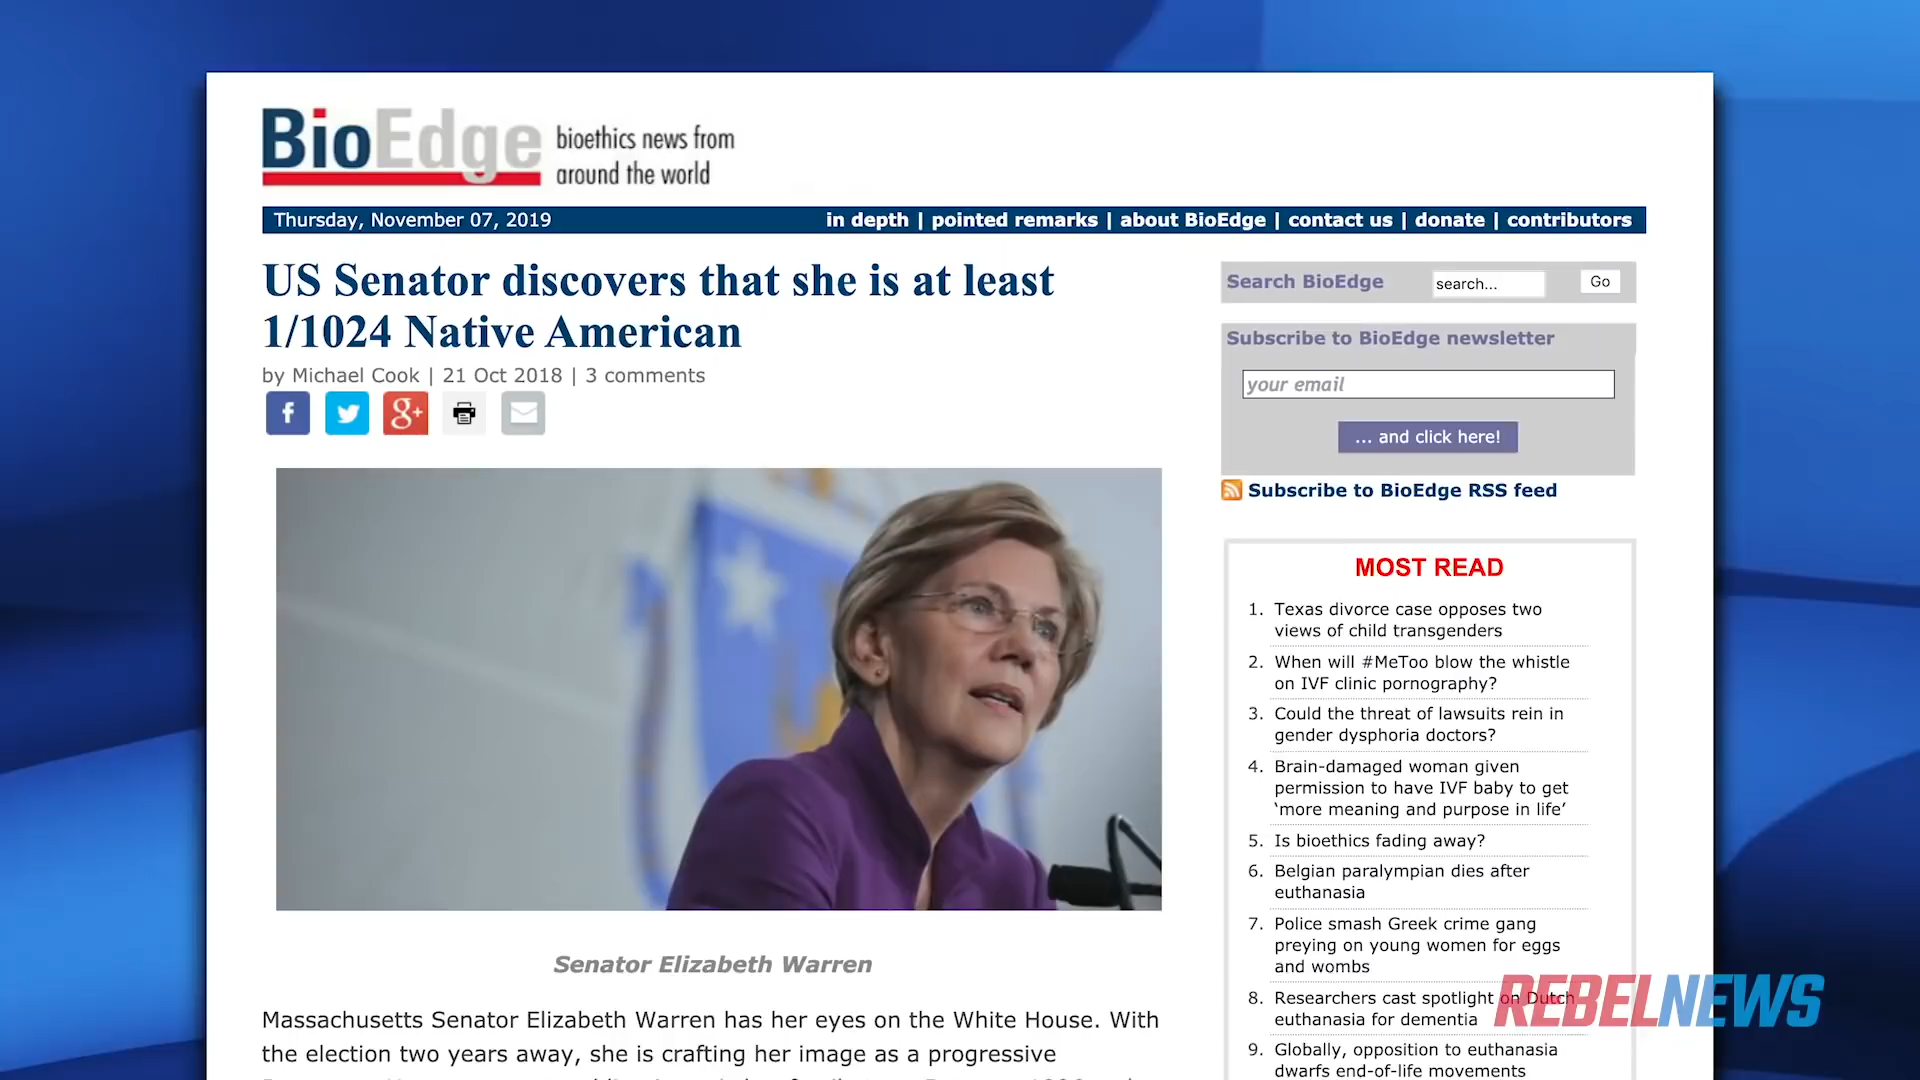 BioEdge
bioethics news from
around the world
Thursday, November 07, 2019
in depth | pointed remarks | about BioEdge | contact us | donate | contributors
US Senator discovers that she is at least
1/1024 Native American
by Michael Cook | 21 Oct 2018 | 3 comments
f
g+
Senator Elizabeth Warren
Massachusetts Senator Elizabeth Warren has her eyes on the White House. With
the election two years away, she is crafting her image as a progressive
Search BioEdge
search...
Go
Subscribe to BioEdge newsletter
your email
... and click here!
Subscribe to BioEdge RSS feed
MOST READ
1. Texas divorce case opposes two
views of child transgenders
2. When will #MeToo blow the whistle
on IVF clinic pornography?
3. Could the threat of lawsuits rein in
gender dysphoria doctors?
4. Brain-damaged woman given
permission to have IVF baby to get
‘more meaning and purpose in life’
5. Is bioethics fading away?
6. Belgian paralympian dies after
euthanasia
7. Police smash Greek crime gang
preying on young women for eggs
and wombs
8. Researchers cast spotlight on Dutch
euthanasia for dementia
9. Globally, opposition to euthanasia
dwarfs end-of-life movements
REBELNEWS